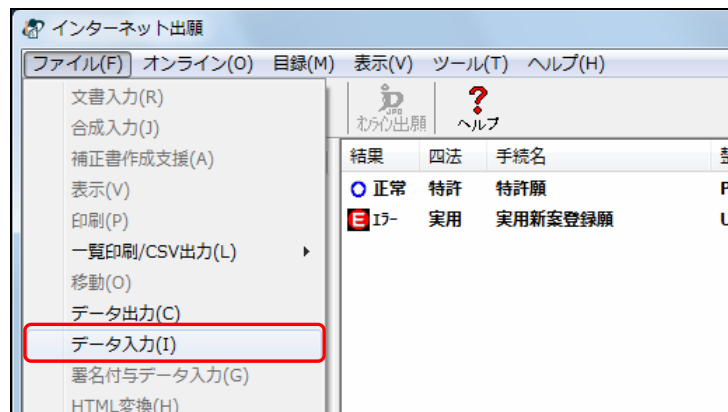 インターネット出願
ファイル(F) オンライン(O) 目録(M) 表示(V) ツール(T) ヘルプ(H)
文書入力(R)
合成入力(J)
補正書作成支援(A)
表示(V)
印刷(P)
一覧印刷/CSV出力(L)
移動(O)
データ出力(C)
データ入力(I)
署名付与データ入力(G)
HTML変換(H)
JPO
オンライン出願 ヘルプ
結果 四法 手続名 整
正常 特許 特許願 P
E エラー 実用 実用新案登録願 U